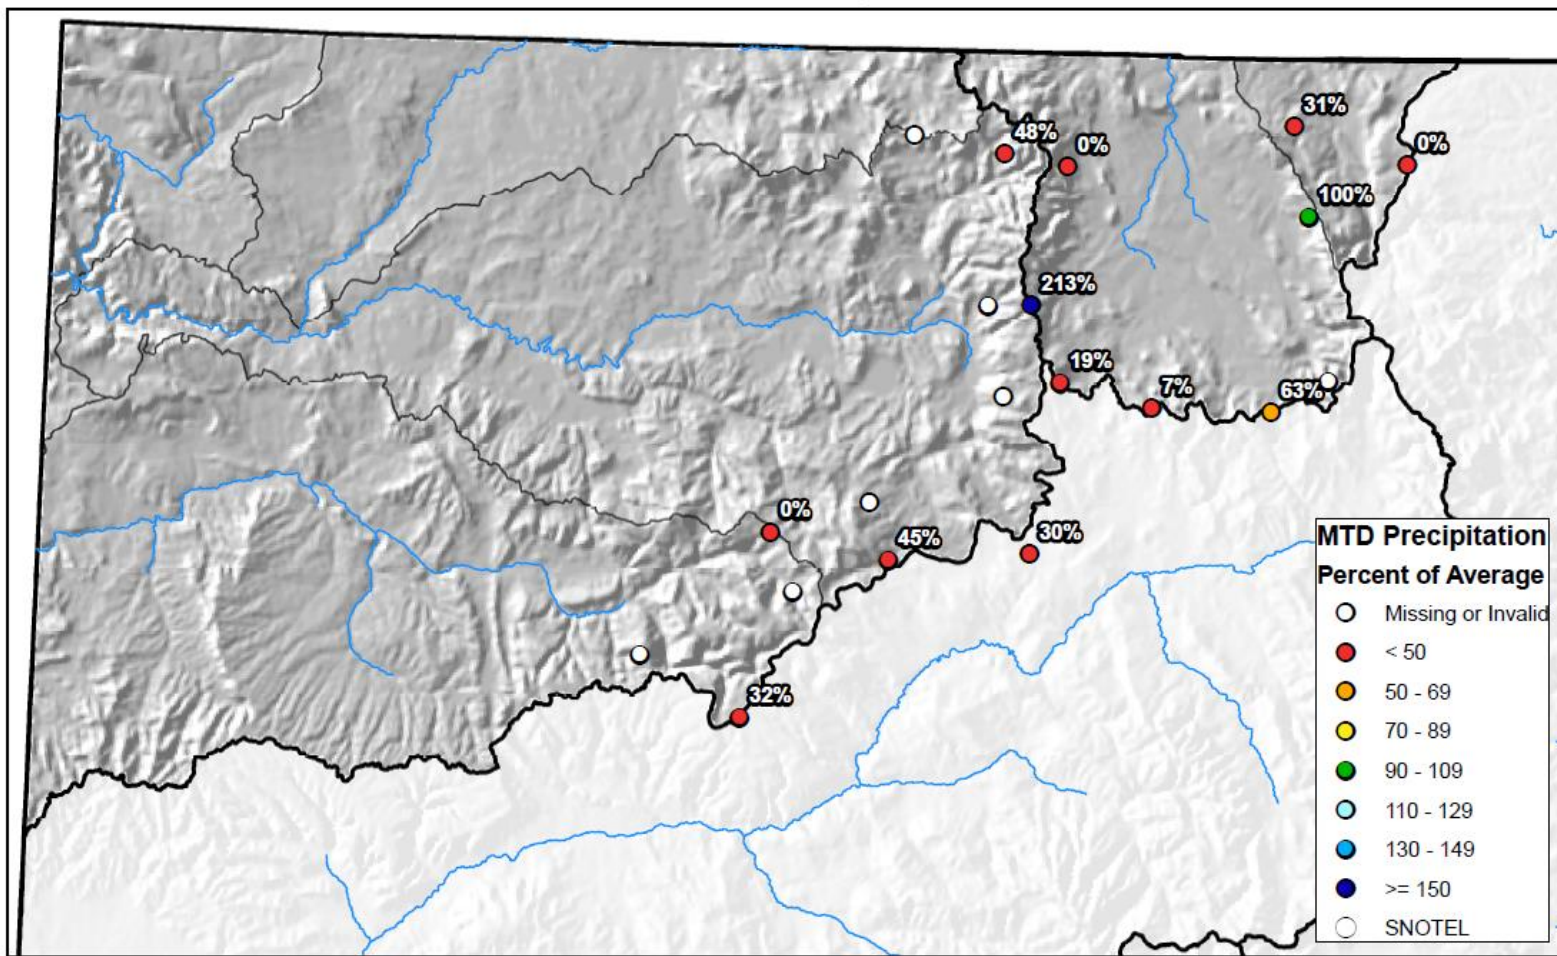 31%
48%
0%
0%
100%
213%
19%
7%
63%
0%
45%
30%
32%
MTD Precipitation
Percent of Average
Missing or Invalid
< 50
50 - 69
70 - 89
90 - 109
110 - 129
130 - 149
>= 150
SNOTEL